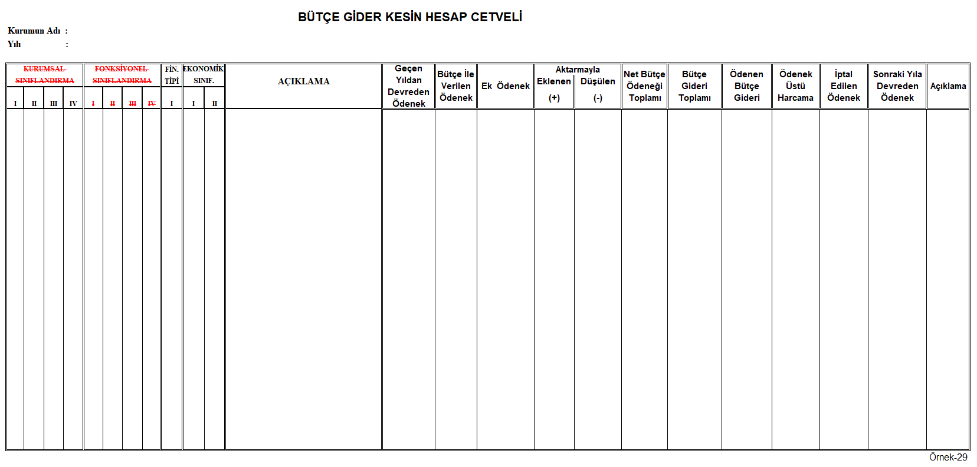 BÜTÇE GİDER KESİN HESAP CETVELİ
Kurumun Adı :
Yılı :
KURUMSAL
SINIFLANDIRMA
I II III IV
FONKSİYONEL
SINIFLANDIRMA
I II III IV
FİN.
TİPİ
I
EKONOMİK
SINIF.
I II
AÇIKLAMA
Geçen
Yıldan
Devreden
Ödenek
Bütçe İle
Verilen
Ödenek
Ek Ödenek
Aktarmayla
Eklenen
(+)
Düşülen
(-)
Net Bütçe
Ödeneği
Toplamı
Bütçe
Gideri
Toplamı
Ödenen
Bütçe
Gideri
Ödenek
Üstü
Harcama
İptal
Edilen
Ödenek
Sonraki Yıla
Devreden
Ödenek
Açıklama
Örnek-29